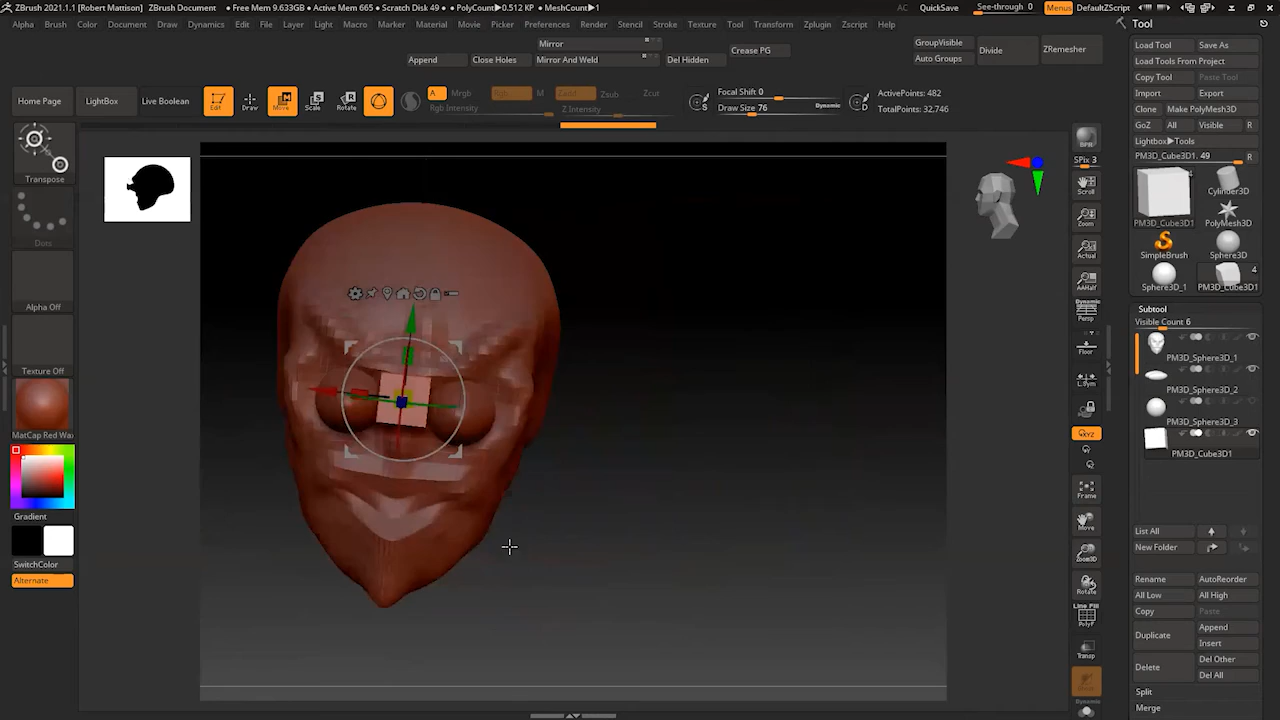 ZBrush 2021.1.1 [Robert Mattison] ZBrush Document • Free Mem 9.633GB • Active Mem 665 • Scratch Disk 49 • PolyCount▶0.512 KP • MeshCount▶1
AC QuickSave See-through 0 Menus DefaultZScript
Alpha Brush Color Document Draw Dynamics Edit File Layer Light Macro Marker Material Movie Picker Preferences Render Stencil Stroke Texture Tool Transform Zplugin Zscript Help
Mirror
Append Close Holes Mirror And Weld Del Hidden Crease PG
GroupVisible
Auto Groups
Divide ZRemesher
Home Page LightBox Live Boolean Edit Draw Move Scale Rotate
A Mrgb Rgb M Zadd Zsub Zcut
Rgb Intensity Z Intensity
S Focal Shift 0
Draw Size 76 Dynamic D
ActivePoints: 482
TotalPoints: 32,746
Transpose
Dots
Alpha Off
Texture Off
MatCap Red Wax
Gradient
SwitchColor
Alternate
BPR
SPix 3
Scroll
Zoom
Actual
AAHalf
Dynamic
Persp
Floor
L.Sym
XYZ
Frame
Move
Zoom3D
Rotate
Line Fill
PolyF
Transp
Dynamic
Tool
Load Tool Save As
Load Tools From Project
Copy Tool Paste Tool
Import Export
Clone Make PolyMesh3D
GoZ All Visible R
Lightbox▶Tools
PM3D_Cube3D1. 49 R
4
Cylinder3D
PM3D_Cube3D1 PolyMesh3D
SimpleBrush Sphere3D
4
Sphere3D_1 PM3D_Cube3D1
Subtool
Visible Count 6
PM3D_Sphere3D_1
PM3D_Sphere3D_2
PM3D_Sphere3D_3
PM3D_Cube3D1
List All
New Folder
Rename AutoReorder
All Low All High
Copy Paste
Duplicate Append
Insert
Delete Del Other
Del All
Split
Merge